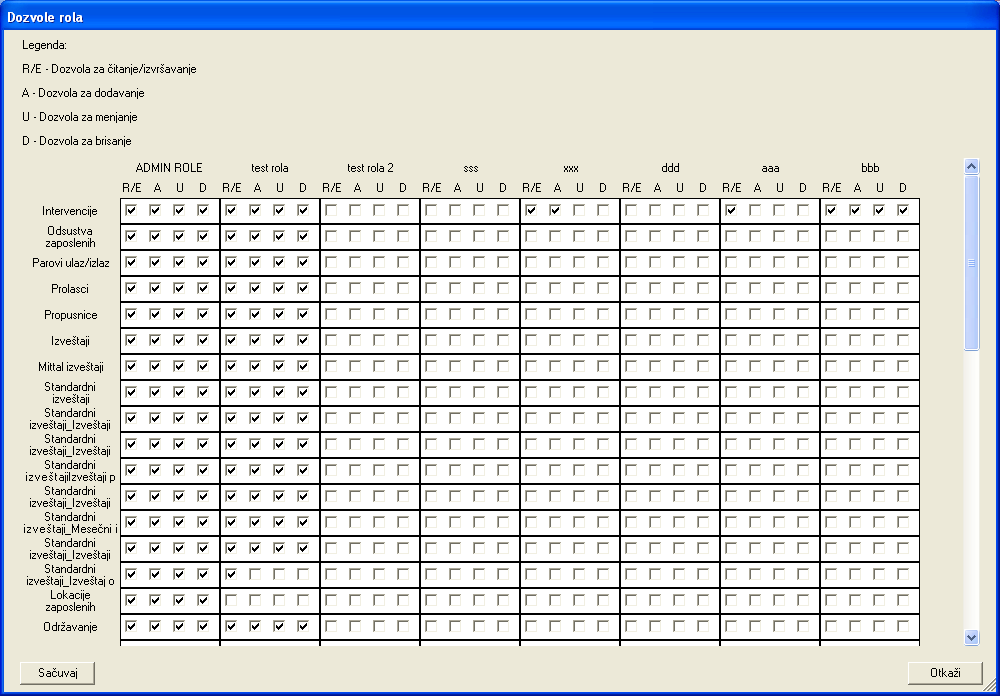 Dozvole rola
Legenda:
R/E - Dozvola za čitanje/izvršavanje
A - Dozvola za dodavanje
U - Dozvola za menjanje
D - Dozvola za brisanje
ADMIN ROLE test rola test rola 2 sss xxx ddd aaa bbb
R/E A U D R/E A U D R/E A U D R/E A U D R/E A U D R/E A U D R/E A U D R/E A U D
Intervencije
Odsustva
zaposlenih
Parovi ulaz/izlaz
Prolasci
Propusnice
Izveštaji
Mittal izveštaji
Standardni
izveštaji
Standardni
izveštaji_Izveštaji
Standardni
izveštaji_Izveštaji
Standardni
izveštajiIzveštaji p
Standardni
izveštaji_Izveštaji
Standardni
izveštaji_Mesečni i
Standardni
izveštaji_Izveštaji
Standardni
izveštaji_Izveštaj o
Lokacije
zaposlenih
Održavanje
Sačuvaj Otkaži